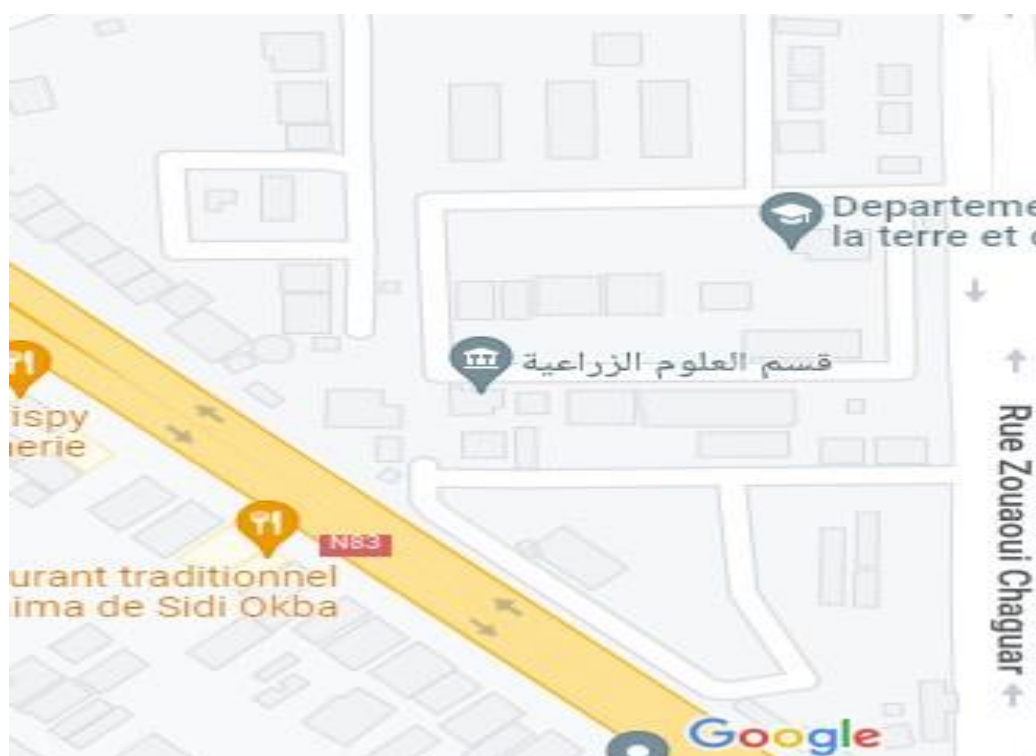 Departeme
la terre et
قسم العلوم الزراعية
ispy
erie
Rue Zouaoui Chaguar
N83
urant traditionnel
ima de Sidi Okba
Google